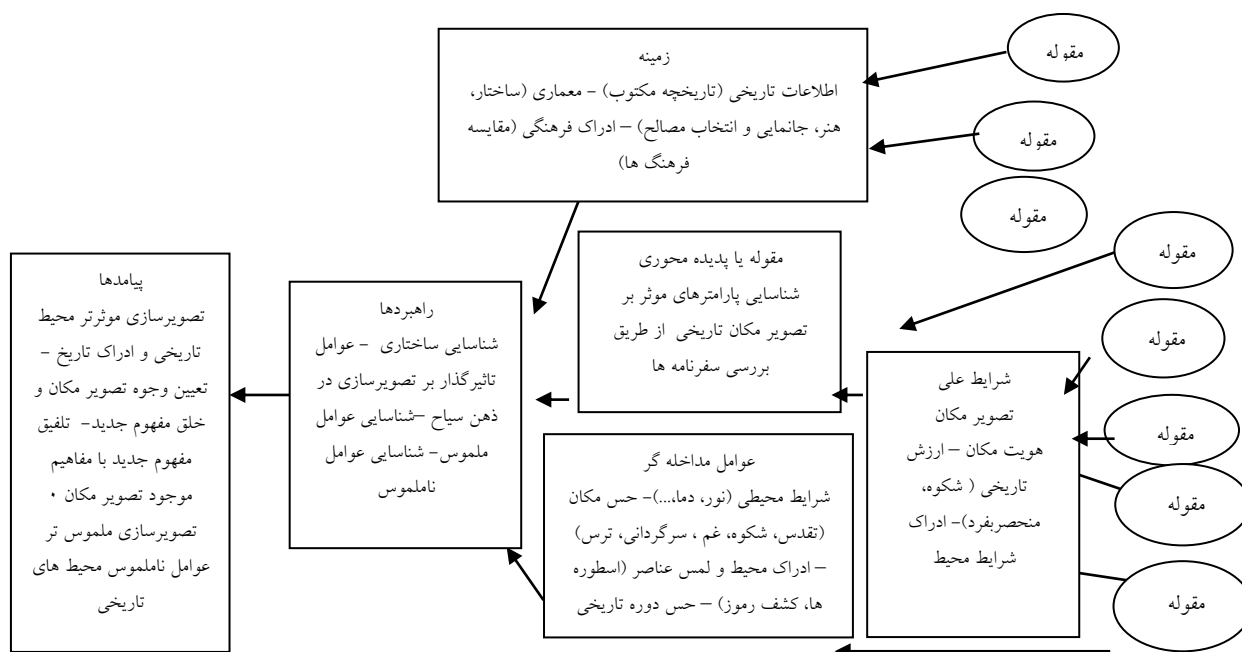 زمینه
اطلاعات تاریخی (تاریخچه مکتوب) – معماری (ساختار،
هنر، جانمایی و انتخاب مصالح) – ادراک فرهنگی (مقایسه
فرهنگ ها)
مقوله
مقوله
مقوله
مقوله
مقوله
مقوله
مقوله
مقوله
شرایط علی
تصویر مکان
هویت مکان – ارزش
تاریخی ( شکوه،
منحصربفرد)- ادراک
شرایط محیط
مقوله یا پدیده محوری
شناسایی پارامترهای موثر بر
تصویر مکان تاریخی از طریق
بررسی سفرنامه ها
عوامل مداخله گر
شرایط محیطی (نور، دما،...)- حس مکان
(تقدس، شکوه، غم ، سرگردانی، ترس)
– ادراک محیط و لمس عناصر (اسطوره
ها، کشف رموز) – حس دوره تاریخی
راهبردها
شناسایی ساختاری – عوامل
تاثیرگذار بر تصویرسازی در
ذهن سیاح –شناسایی عوامل
ملموس- شناسایی عوامل
ناملموس
پیامدها
تصویرسازی موثرتر محیط
تاریخی و ادراک تاریخ –
تعیین وجوه تصویر مکان و
خلق مفهوم جدید- تلفیق
مفهوم جدید با مفاهیم
موجود تصویر مکان ۰
تصویرسازی ملموس تر
عوامل ناملموس محیط های
تاریخی